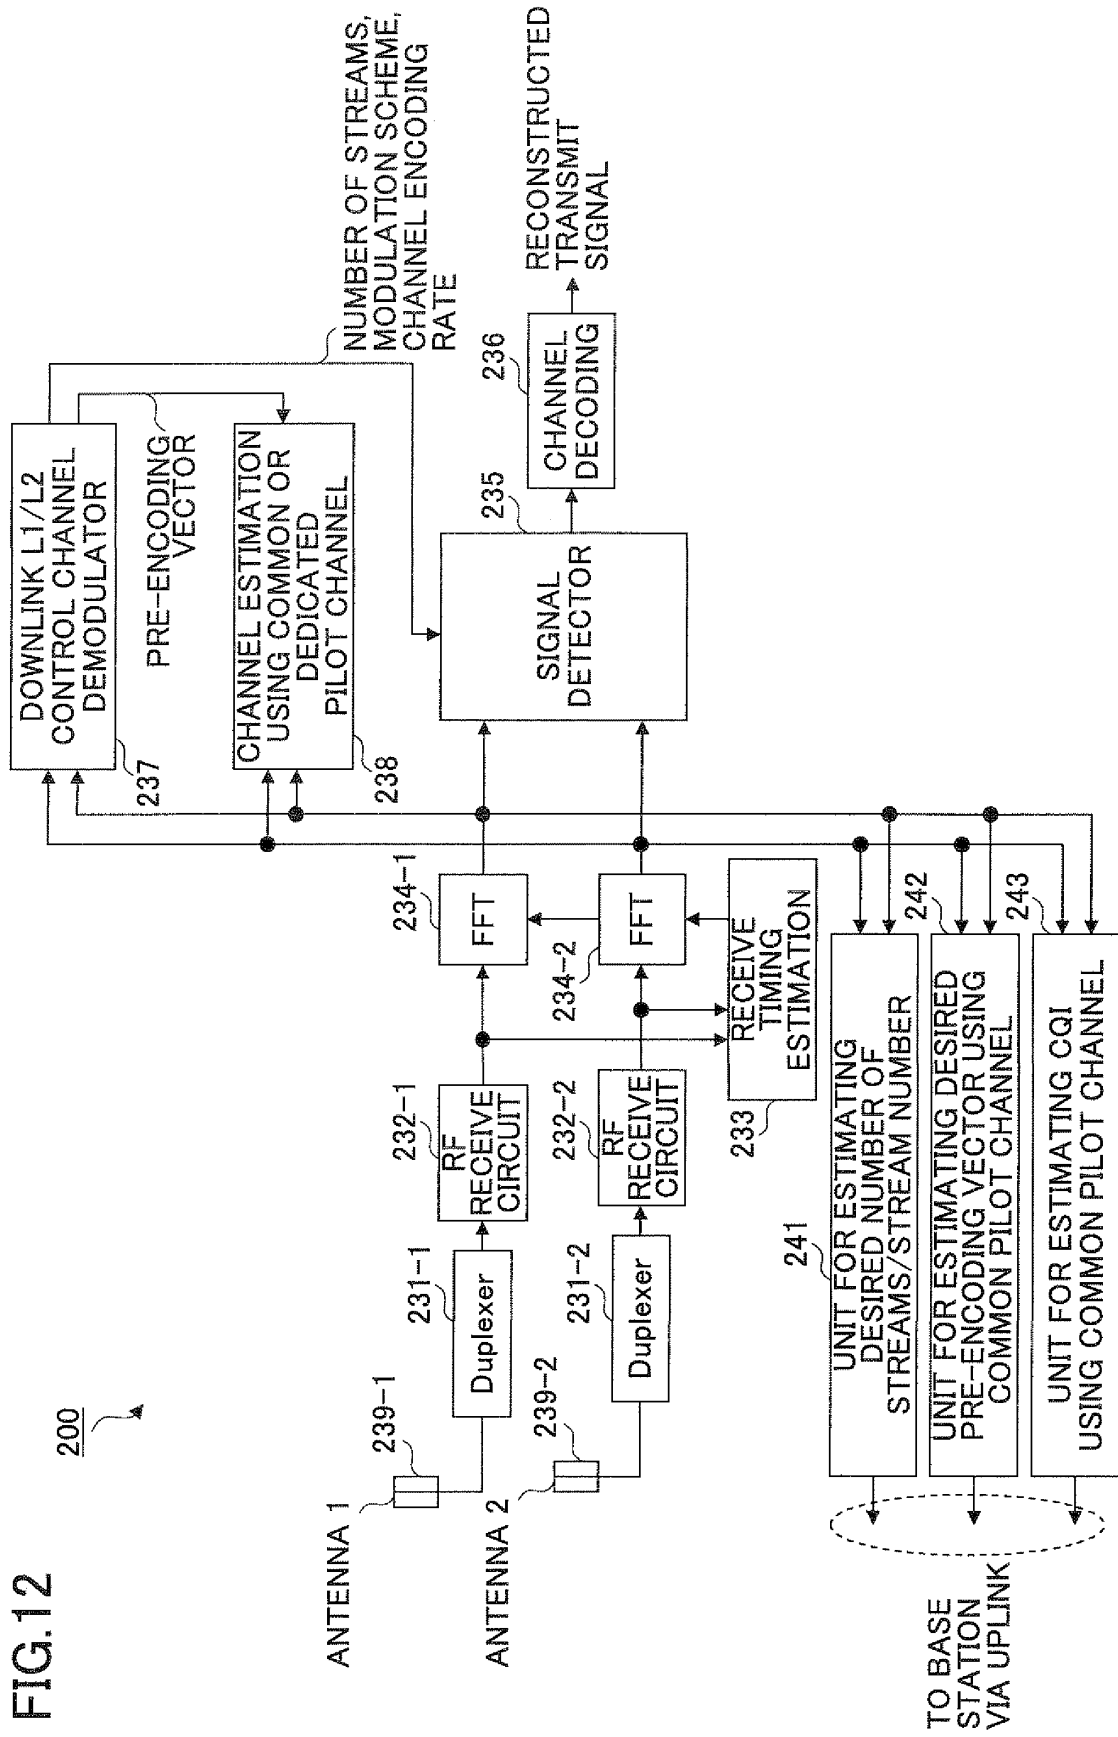 FIG.12
200
ANTENNA 1
239-1
Duplexer
231-1
RF
RECEIVE
CIRCUIT
232-1
FFT
234-1
ANTENNA 2
239-2
Duplexer
231-2
RF
RECEIVE
CIRCUIT
232-2
FFT
234-2
RECEIVE
TIMING
ESTIMATION
233
DOWNLINK L1/L2
CONTROL CHANNEL
DEMODULATOR
237
PRE-ENCODING
VECTOR
CHANNEL ESTIMATION
USING COMMON OR
DEDICATED
PILOT CHANNEL
238
NUMBER OF STREAMS,
MODULATION SCHEME,
CHANNEL ENCODING
RATE
SIGNAL
DETECTOR
235
CHANNEL
DECODING
236
RECONSTRUCTED
TRANSMIT
SIGNAL
UNIT FOR ESTIMATING
DESIRED NUMBER OF
STREAMS/STREAM NUMBER
241
UNIT FOR ESTIMATING DESIRED
PRE-ENCODING VECTOR USING
COMMON PILOT CHANNEL
242
UNIT FOR ESTIMATING CQI
USING COMMON PILOT CHANNEL
243
TO BASE
STATION
VIA UPLINK